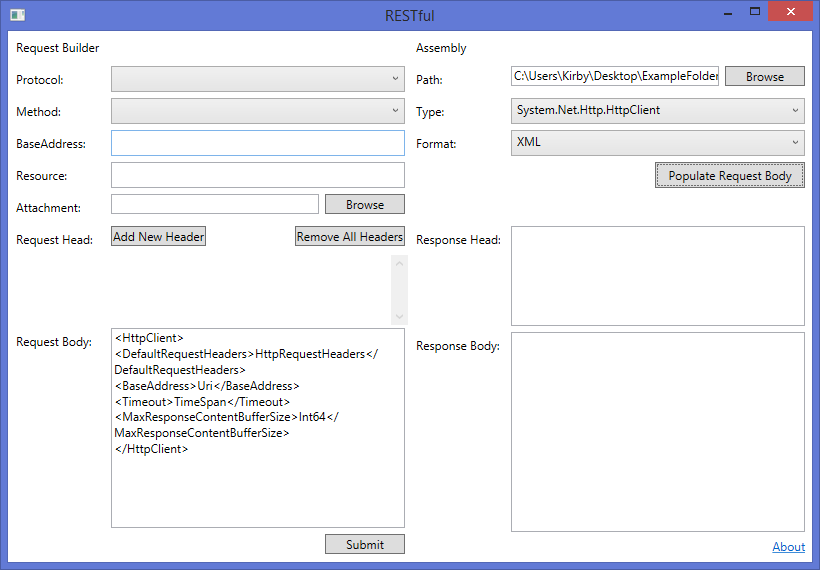 RESTful
Request Builder
Protocol:
Method:
BaseAddress:
Resource:
Attachment:
Browse
Request Head:
Add New Header
Remove All Headers
Request Body:
<HttpClient>
<DefaultRequestHeaders>HttpRequestHeaders</
DefaultRequestHeaders>
<BaseAddress>Uri</BaseAddress>
<Timeout>TimeSpan</Timeout>
<MaxResponseContentBufferSize>Int64</
MaxResponseContentBufferSize>
</HttpClient>
Submit
Assembly
Path:
C:\Users\Kirby\Desktop\ExampleFolder
Browse
Type:
System.Net.Http.HttpClient
Format:
XML
Populate Request Body
Response Head:
Response Body:
About